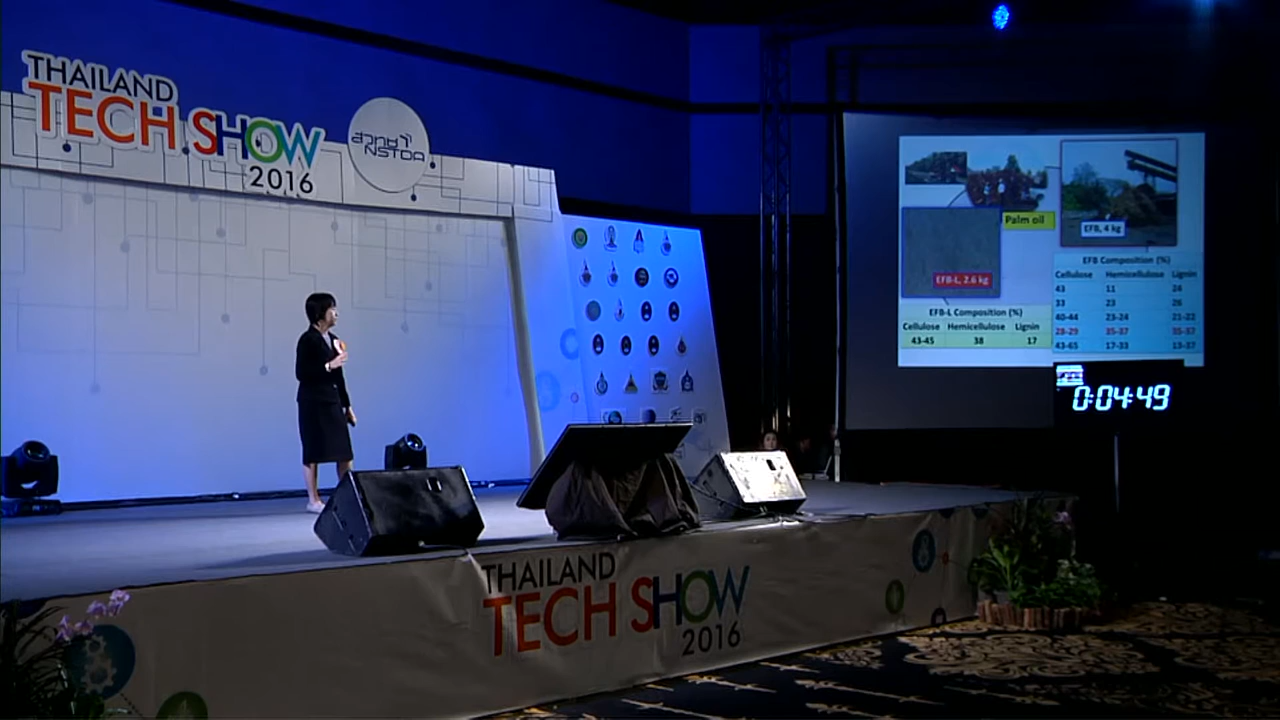 THAILAND
TECH SHOW
2016
สวทช
NSTDA
Palm oil
EFB, 4 kg
EFB-L, 2.6 kg
EFB Composition (%)
Cellulose Hemicellulose Lignin
43 11 24
33 23 26
40-44 23-24 21-22
28-29 35-37 35-37
43-65 17-33 13-37
EFB-L Composition (%)
Cellulose Hemicellulose Lignin
43-45 38 17
0:04:49
THAILAND
TECH SHOW
2016